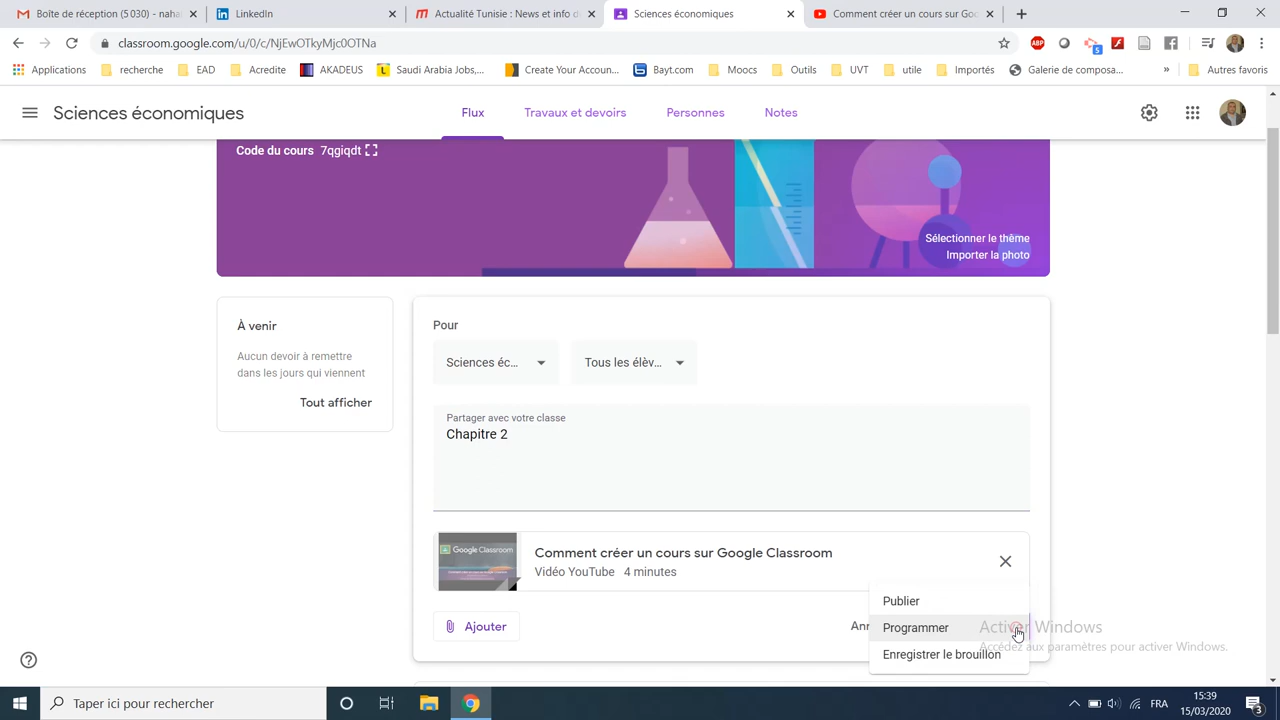 Boîte de réception (5 030) - naha
LinkedIn
Actualité Tunisie : News et info d
Sciences économiques
Comment créer un cours sur Goo
classroom.google.com/u/0/c/NjEwOTkyMjc0OTNa
ABP
5
Applications
recherche
EAD
Acredite
AKADEUS
Saudi Arabia Jobs,...
Create Your Accoun...
Bayt.com
Moocs
Outils
UVT
utile
Importés
Galerie de composa...
»
Autres favoris
Sciences économiques
Flux
Travaux et devoirs
Personnes
Notes
Code du cours 7qgiqdt
Sélectionner le thème
Importer la photo
À venir
Aucun devoir à remettre
dans les jours qui viennent
Tout afficher
Pour
Sciences éc...
Tous les élèv...
Partager avec votre classe
Chapitre 2
Google Classroom
Comment créer un cours sur Google Classroom
Vidéo YouTube 4 minutes
Publier
Ajouter
Ann
Programmer
Activer Windows
Accédez aux paramètres pour activer Windows.
Enregistrer le brouillon
Taper ici pour rechercher
FRA
15:39
15/03/2020
3